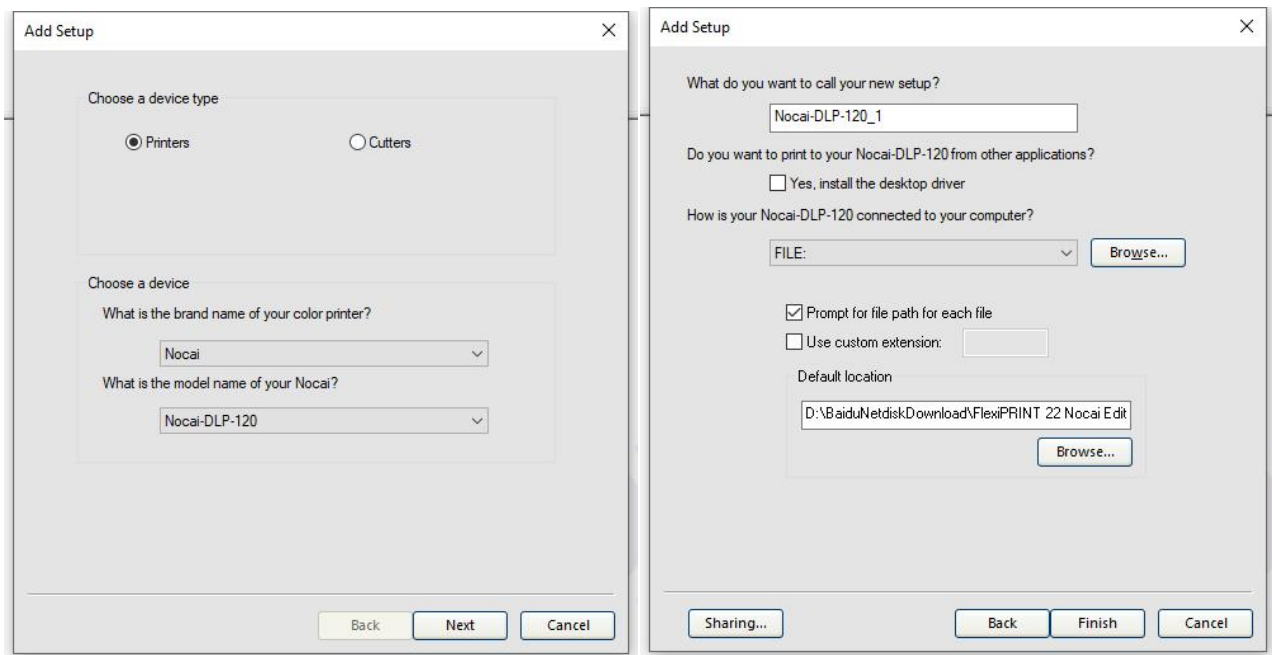 Add Setup
Choose a device type
Printers
Cutters
Choose a device
What is the brand name of your color printer?
Nocai
What is the model name of your Nocai?
Nocai-DLP-120
Back
Next
Cancel
Add Setup
What do you want to call your new setup?
Nocai-DLP-120_1
Do you want to print to your Nocai-DLP-120 from other applications?
Yes, install the desktop driver
How is your Nocai-DLP-120 connected to your computer?
FILE:
Browse...
Prompt for file path for each file
Use custom extension:
Default location
D:\BaiduNetdiskDownload\FlexiPRINT 22 Nocai Edit
Browse...
Sharing...
Back
Finish
Cancel